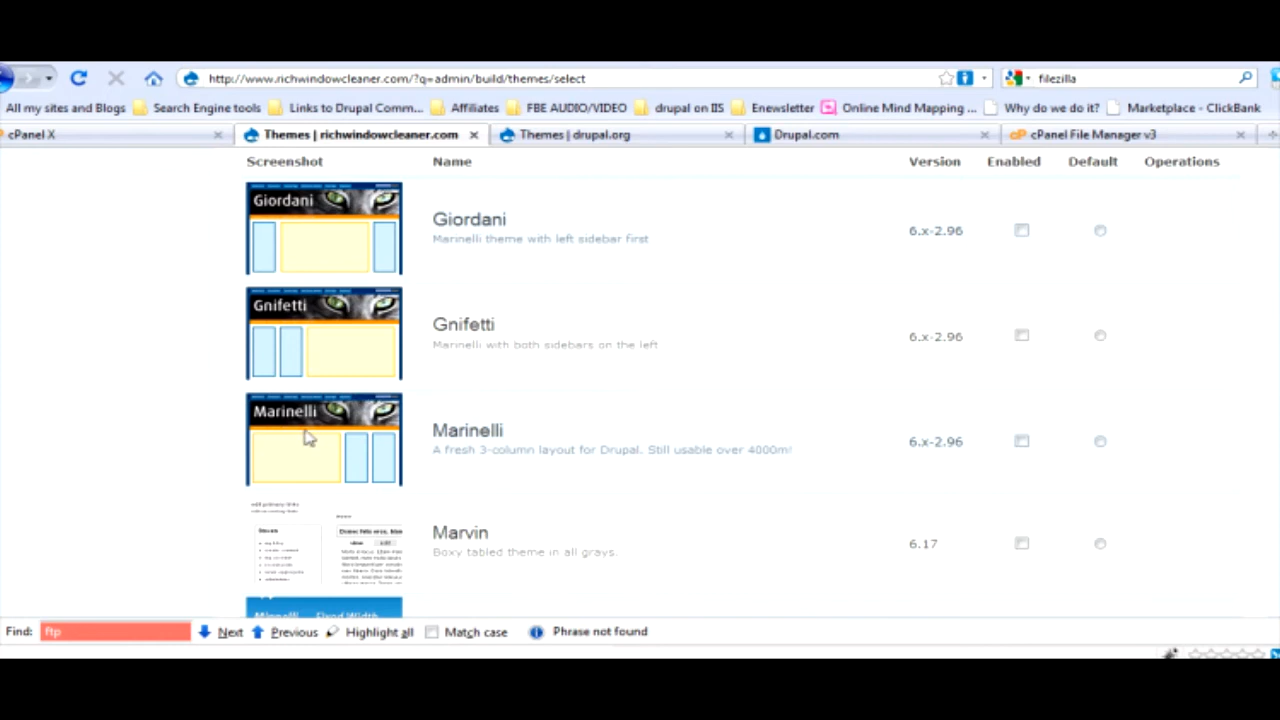 http://www.richwindowcleaner.com/?q=admin/build/themes/select
filezilla
All my sites and Blogs Search Engine tools Links to Drupal Comm... Affiliates FBE AUDIO/VIDEO drupal on IIS Enewsletter Online Mind Mapping ... Why do we do it? Marketplace - ClickBank
cPanel X Themes | richwindowcleaner.com Themes | drupal.org Drupal.com cPanel File Manager v3
Screenshot Name Version Enabled Default Operations
Giordani
Giordani
Marinelli theme with left sidebar first
6.x-2.96
Gnifetti
Gnifetti
Marinelli with both sidebars on the left
6.x-2.96
Marinelli
Marinelli
A fresh 3-column layout for Drupal. Still usable over 4000m!
6.x-2.96
Marvin
Boxy tabled theme in all grays.
6.17
Minnelli Fixed Width
Find: ftp Next Previous Highlight all Match case Phrase not found